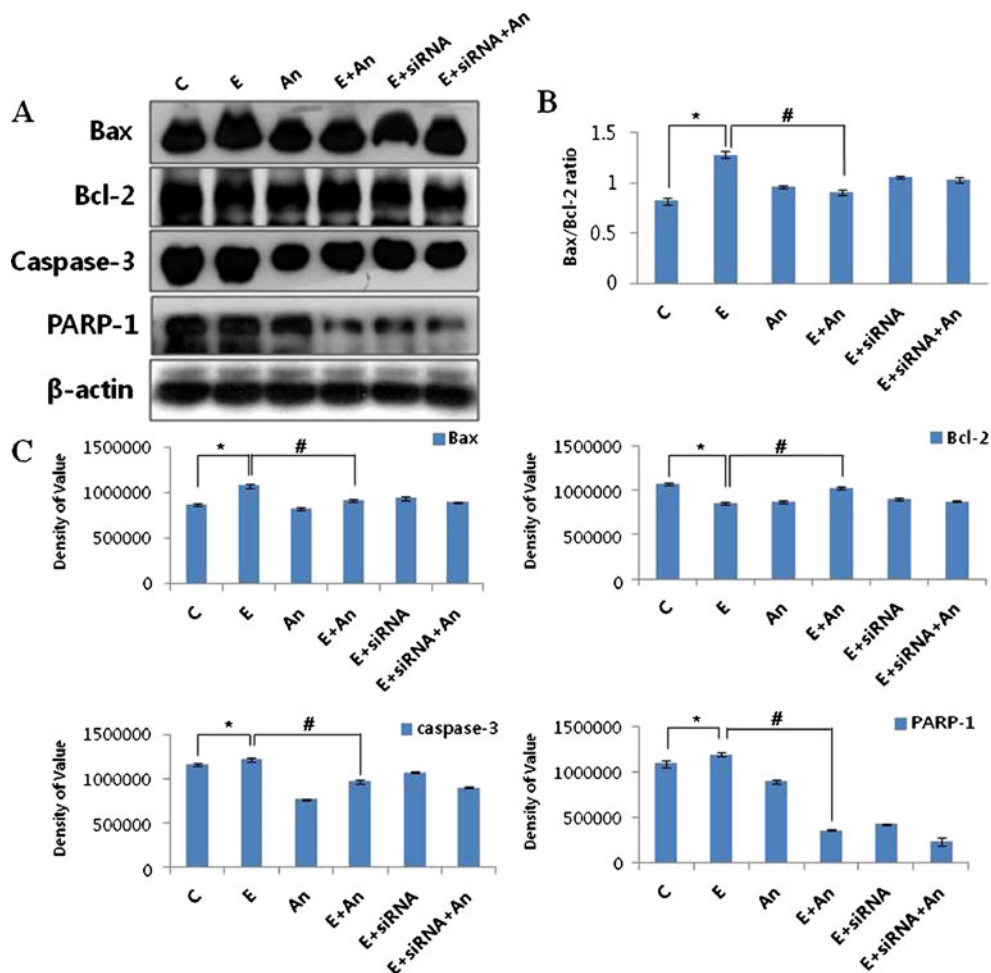 A
C E An E+An E+siRNA E+siRNA+An
Bax
Bcl-2
Caspase-3
PARP-1
β-actin
B
* #
1.5
1
0.5
0
Bax/Bcl-2 ratio
C E An E+An E+siRNA E+siRNA+An
C
Bax
* #
1500000
1000000
500000
0
Density of Value
C E An E+An E+siRNA E+siRNA+An
Bcl-2
* #
1500000
1000000
500000
0
Density of Value
C E An E+An E+siRNA E+siRNA+An
caspase-3
* #
1500000
1000000
500000
0
Density of Value
C E An E+An E+siRNA E+siRNA+An
PARP-1
* #
1500000
1000000
500000
0
Density of Value
C E An E+An E+siRNA E+siRNA+An